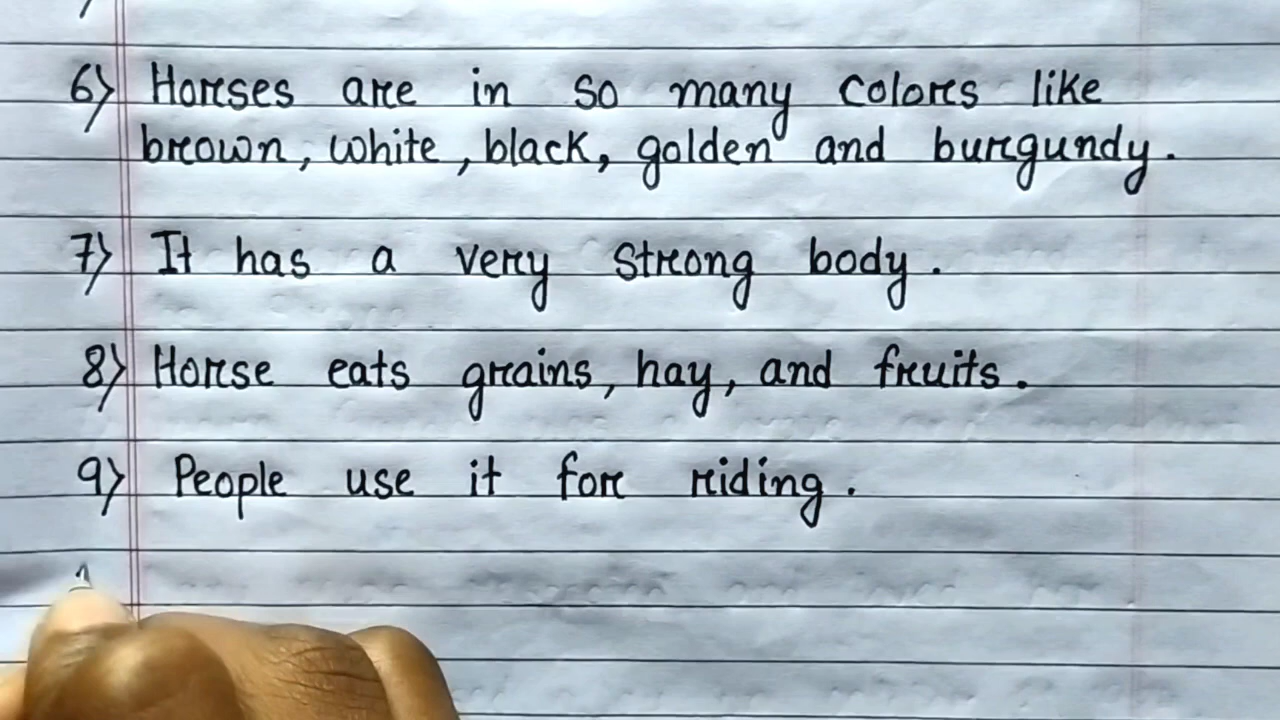 6) Horses are in so many colors like
brown, white, black, golden and burgundy.
7) It has a very strong body.
8) Horse eats grains, hay, and fruits.
9) People use it for riding.